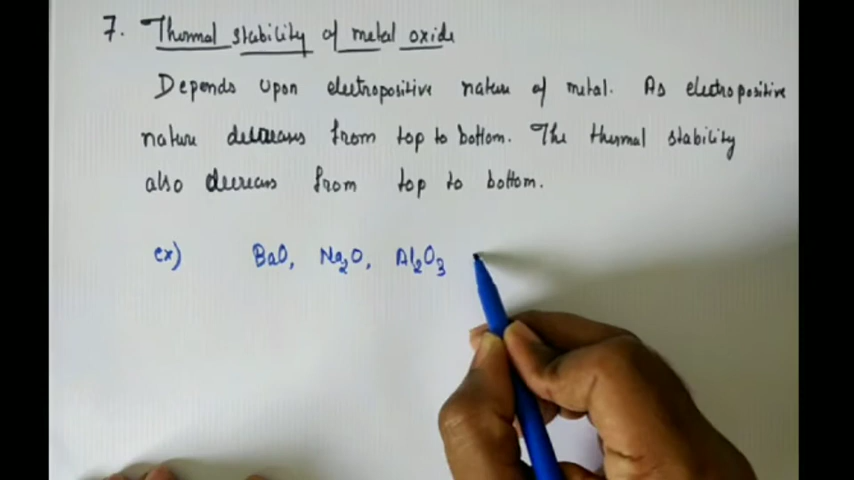 7. Thermal stability of metal oxide
Depends upon electropositive nature of metal. As electropositive
nature decreases from top to bottom. The thermal stability
also decreases from top to bottom.
ex) BaO, Na₂O, Al₂O₃